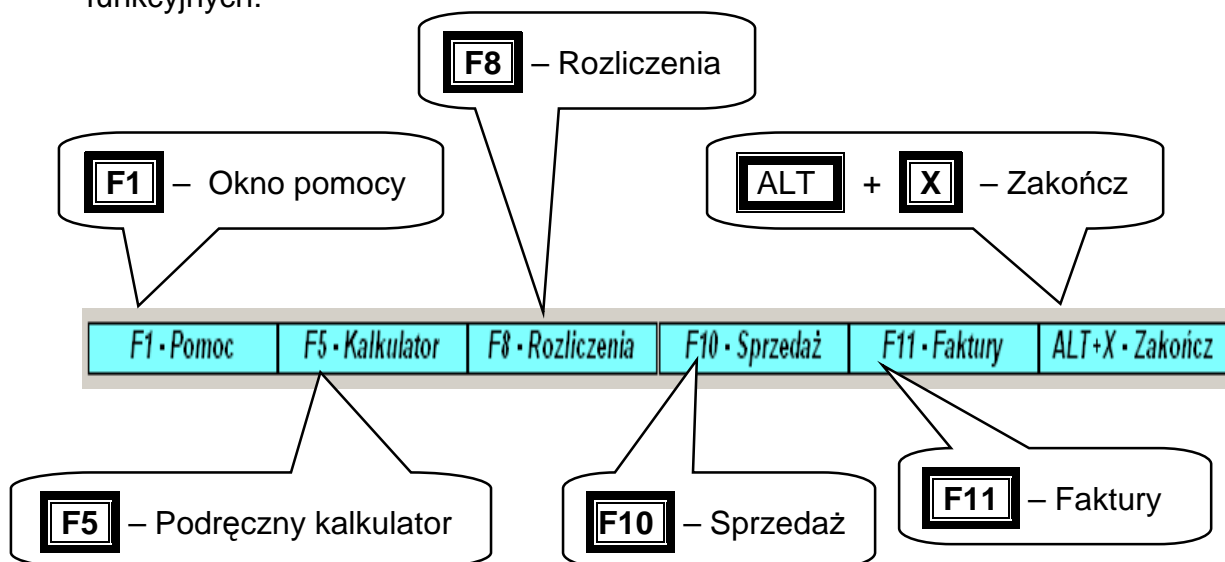 funkcyjnych.
F8 – Rozliczenia
F1 – Okno pomocy
ALT + X – Zakończ
F1 - Pomoc F5 - Kalkulator F8 - Rozliczenia F10 - Sprzedaż F11 - Faktury ALT+X - Zakończ
F5 – Podręczny kalkulator
F10 – Sprzedaż
F11 – Faktury